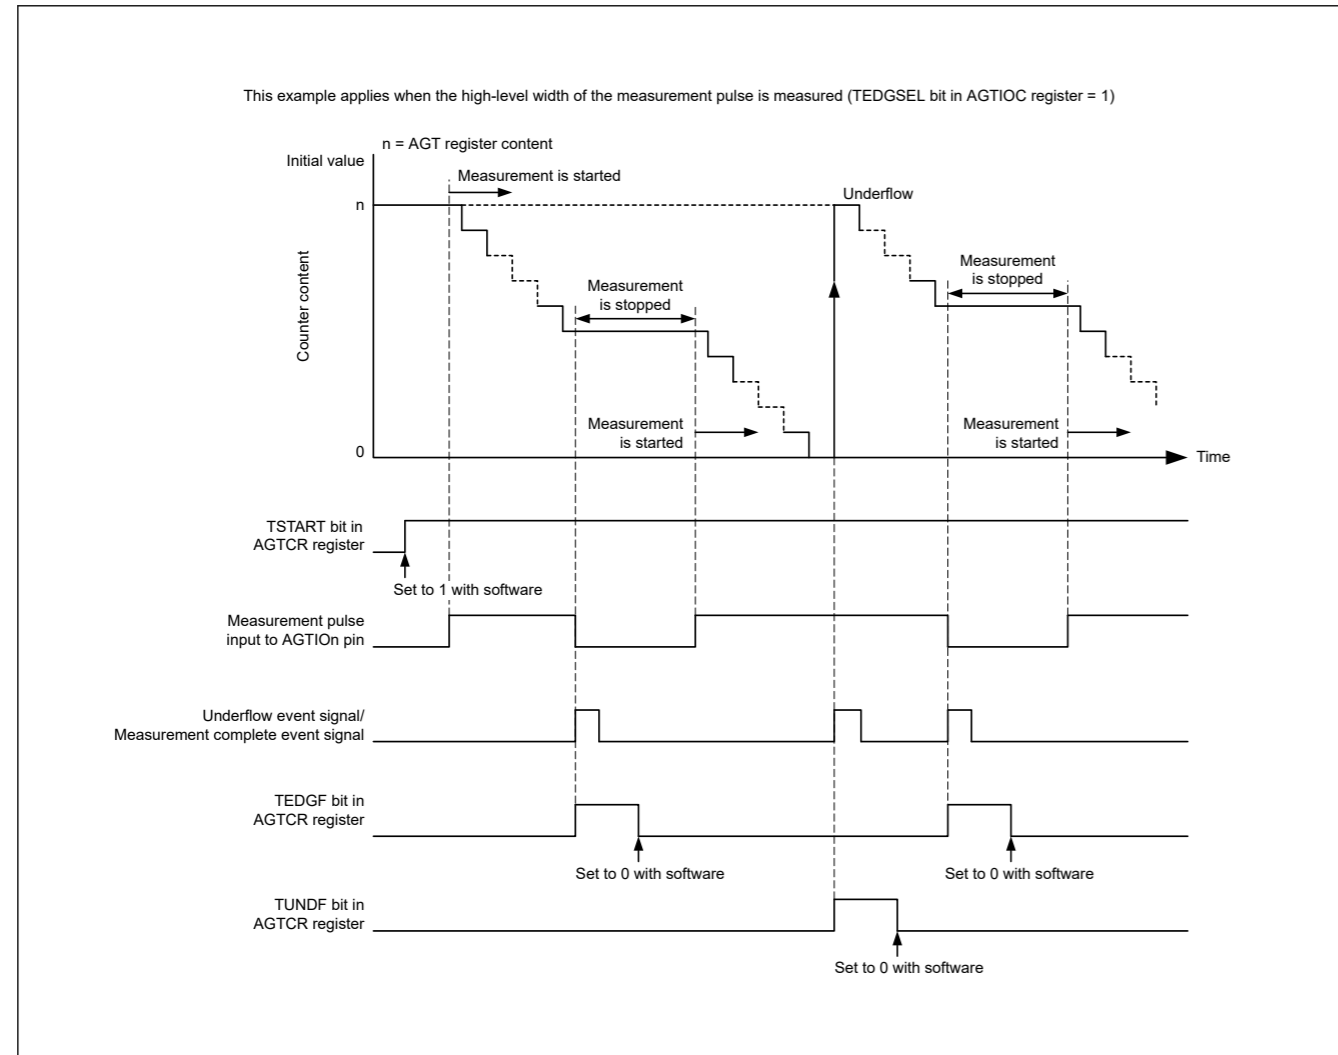 This example applies when the high-level width of the measurement pulse is measured (TEDGSEL bit in AGTIOC register = 1)
n = AGT register content
Initial value
Measurement is started
n
Underflow
Counter content
Measurement
is stopped
Measurement
is stopped
Measurement
is started
Measurement
is started
0
Time
TSTART bit in
AGTCR register
Set to 1 with software
Measurement pulse
input to AGTIOn pin
Underflow event signal/
Measurement complete event signal
TEDGF bit in
AGTCR register
Set to 0 with software
Set to 0 with software
TUNDF bit in
AGTCR register
Set to 0 with software